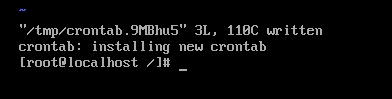 ~
"/tmp/crontab.9MBhu5" 3L, 110C written
crontab: installing new crontab
[root@localhost /]# _